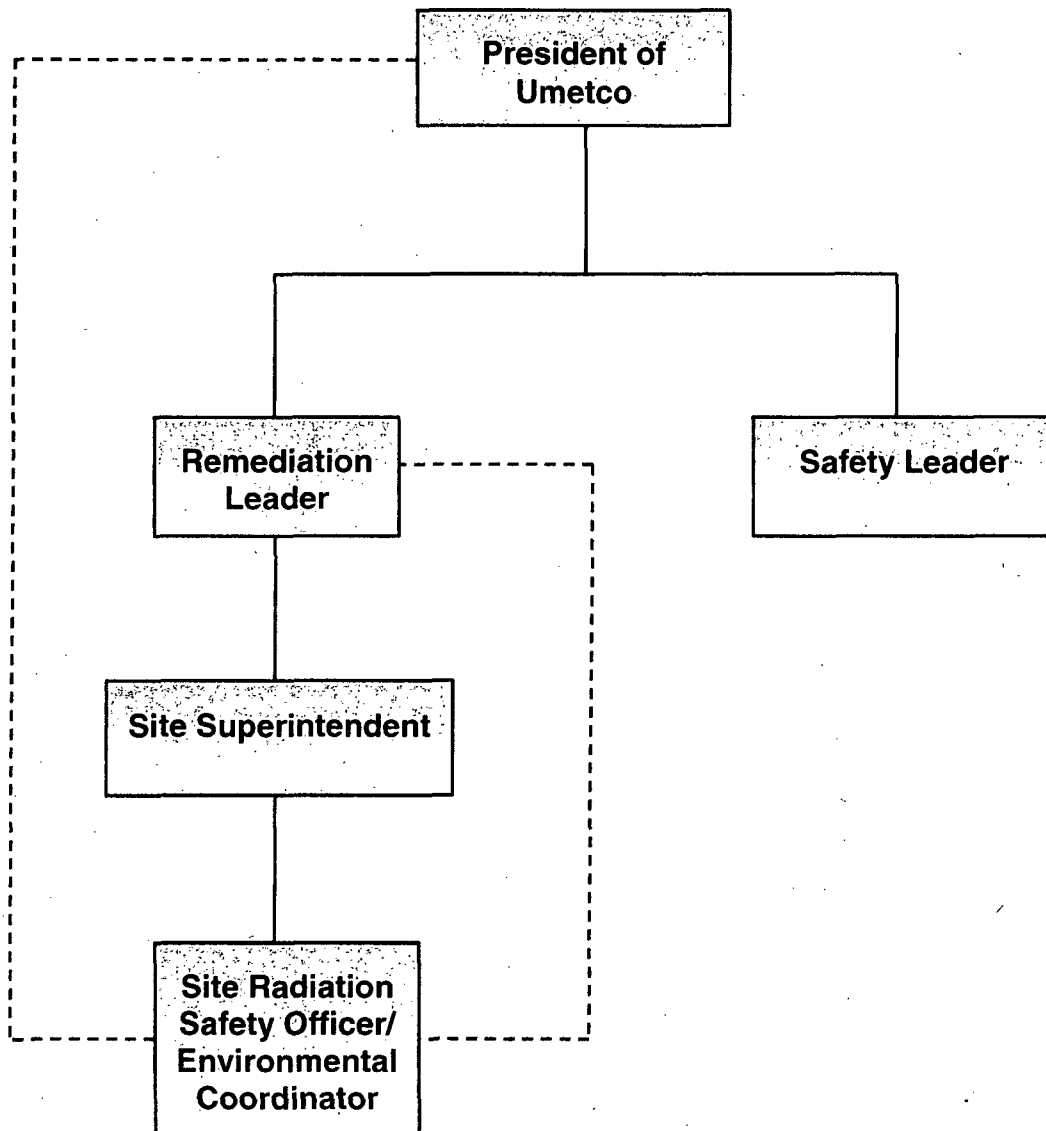 President of
Umetco
Remediation
Leader
Safety Leader
Site Superintendent
Site Radiation
Safety Officer/
Environmental
Coordinator